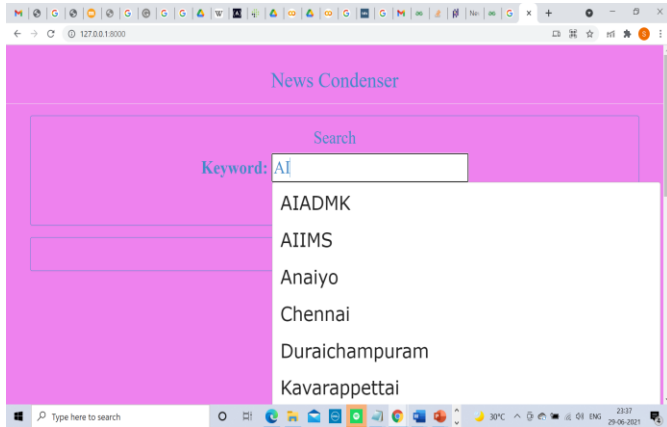 127.0.0.1:8000
News Condenser
Search
Keyword: AI
AIADMK
AIIMS
Anaiyo
Chennai
Duraichampuram
Kavarappettai
Type here to search
30°C
ENG
23:37
29-06-2021